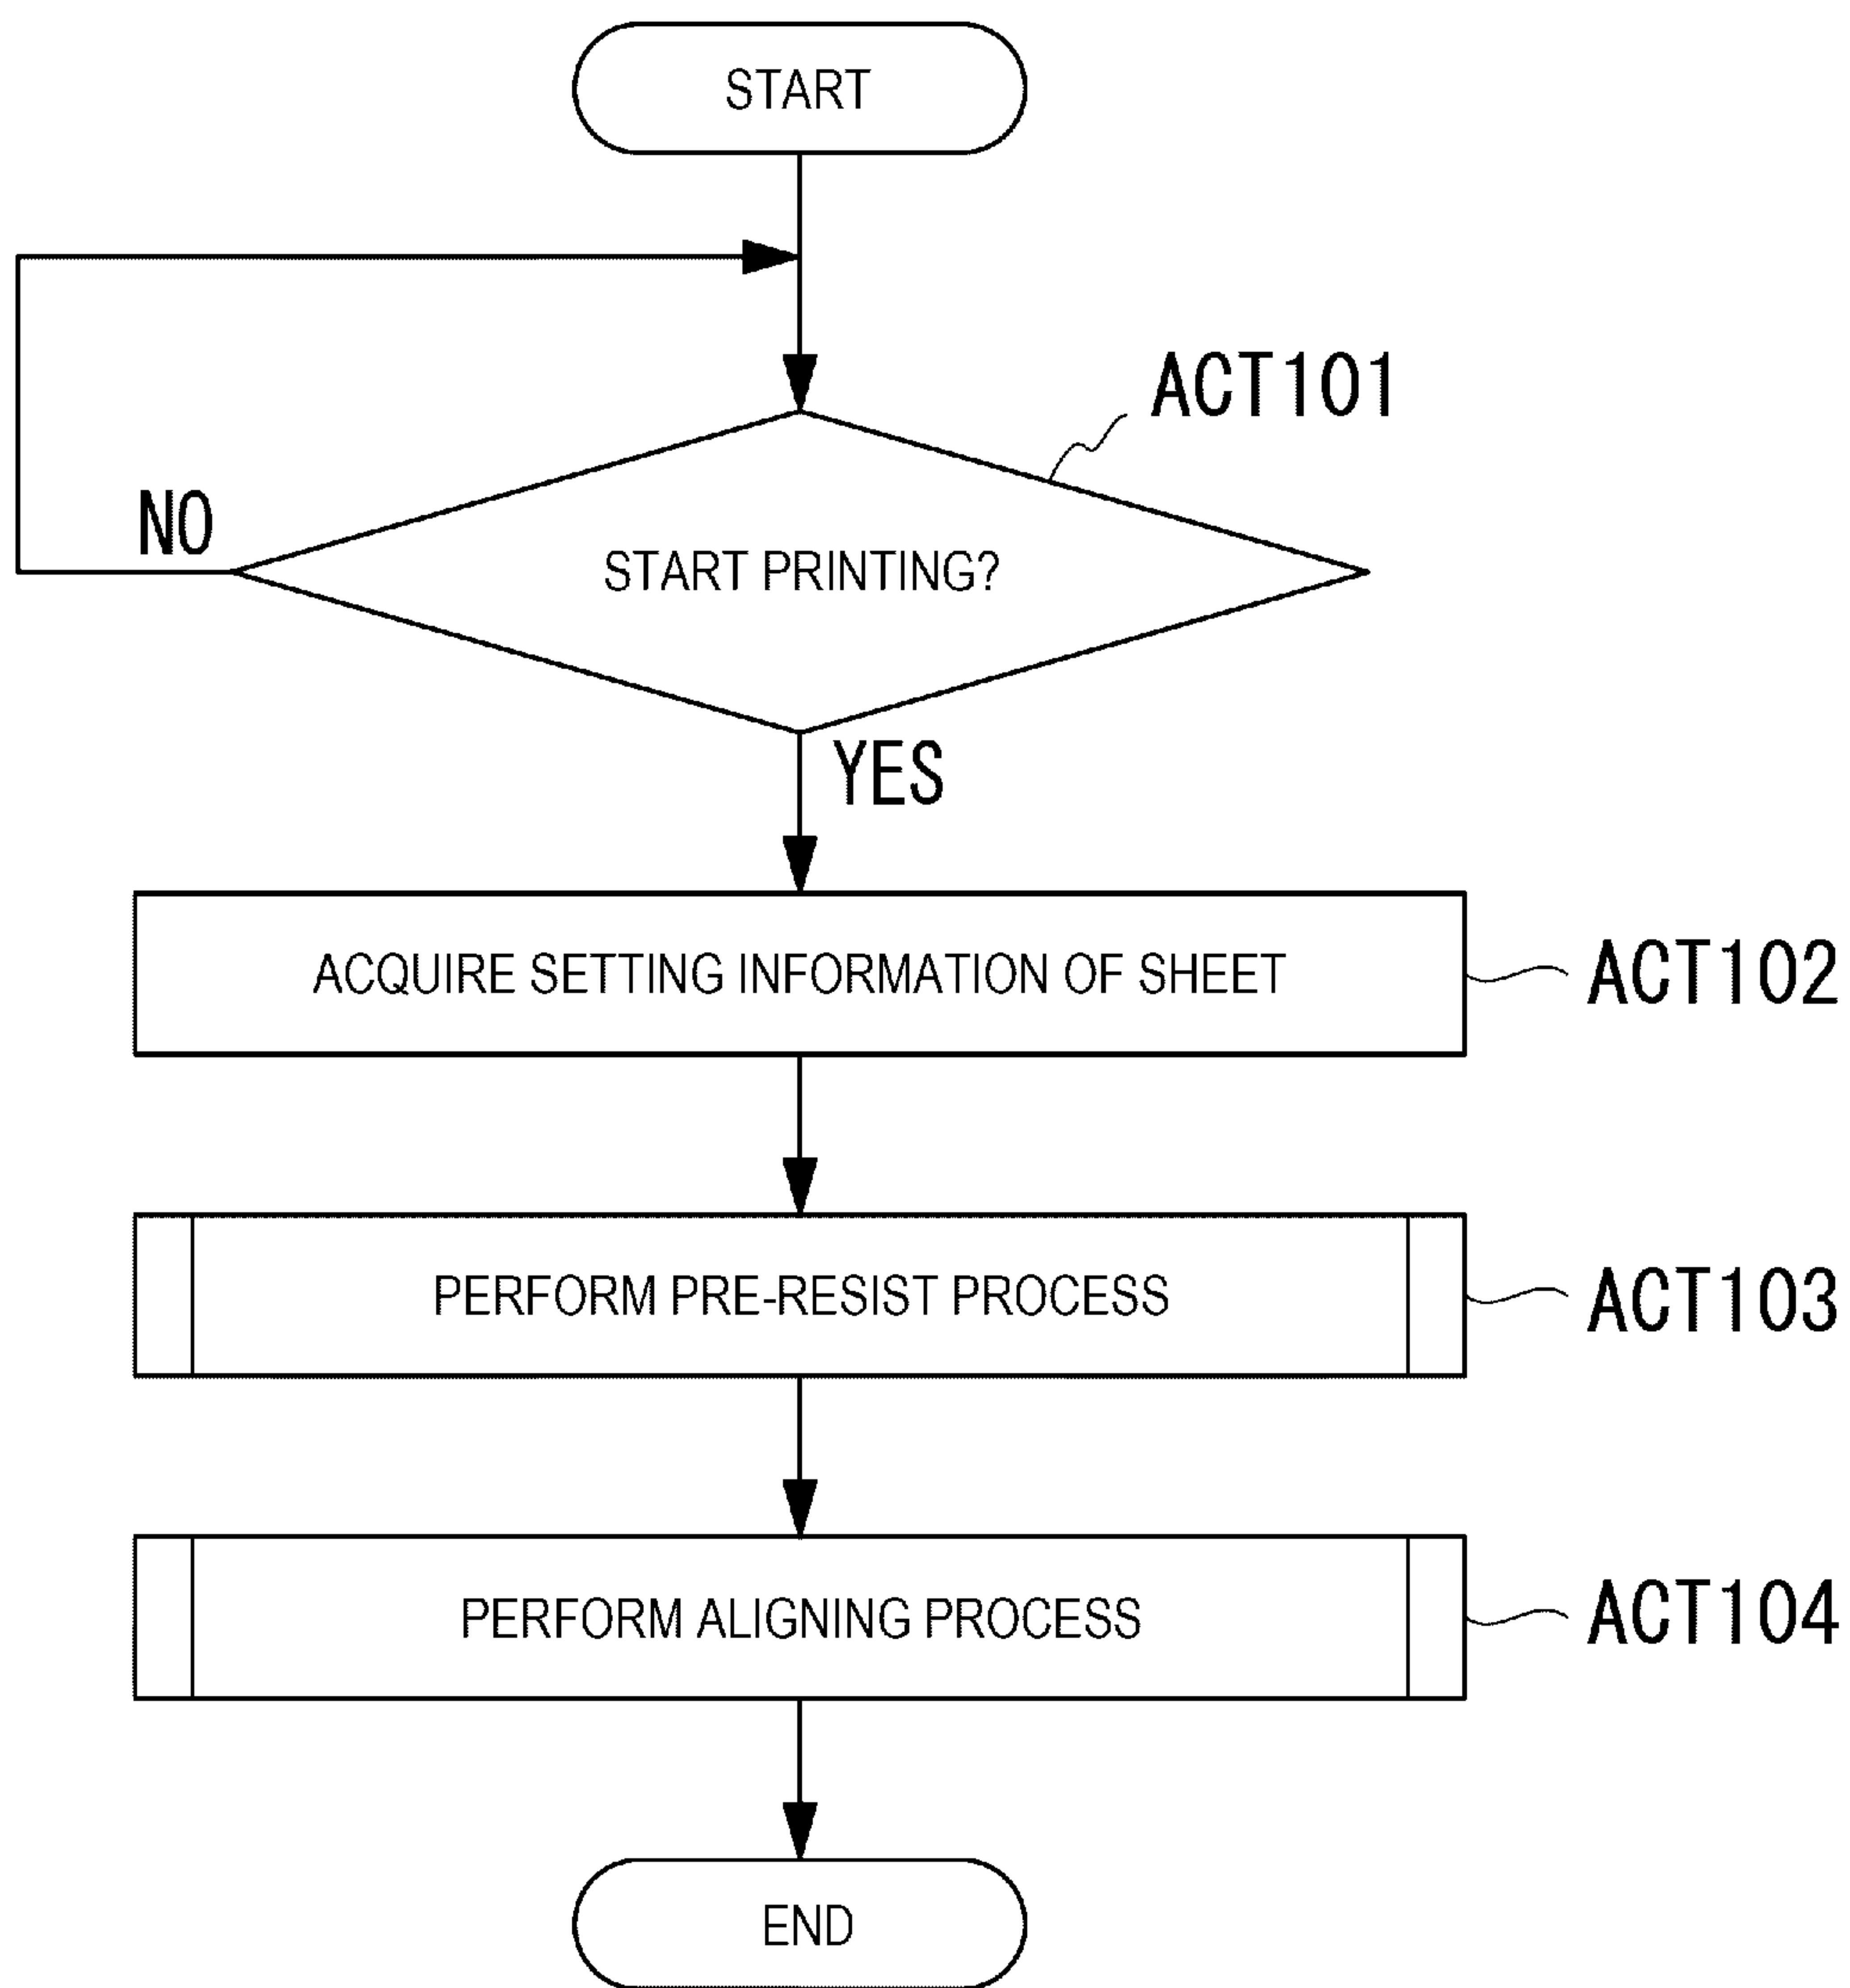 START
ACT101
NO
START PRINTING?
YES
ACQUIRE SETTING INFORMATION OF SHEET
ACT102
PERFORM PRE-RESIST PROCESS
ACT103
PERFORM ALIGNING PROCESS
ACT104
END